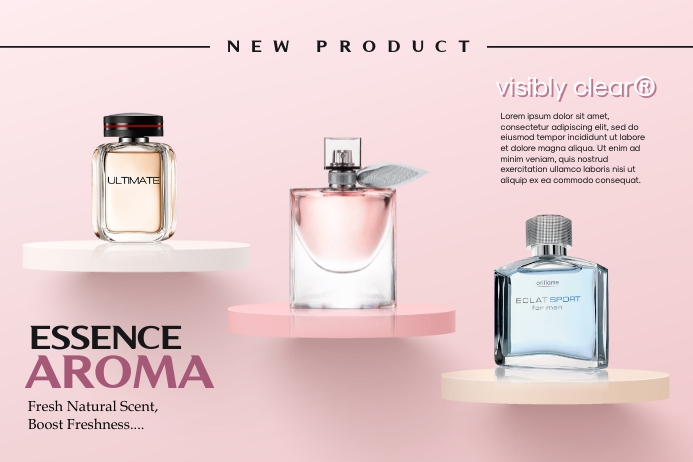 NEW PRODUCT
visibly clear®
Lorem ipsum dolor sit amet,
consectetur adipiscing elit, sed do
eiusmod tempor incididunt ut labore
et dolore magna aliqua. Ut enim ad
minim veniam, quis nostrud
exercitation ullamco laboris nisi ut
aliquip ex ea commodo consequat.
ULTIMATE
oriflame
ECLAT SPORT
for men
ESSENCE
AROMA
Fresh Natural Scent,
Boost Freshness....